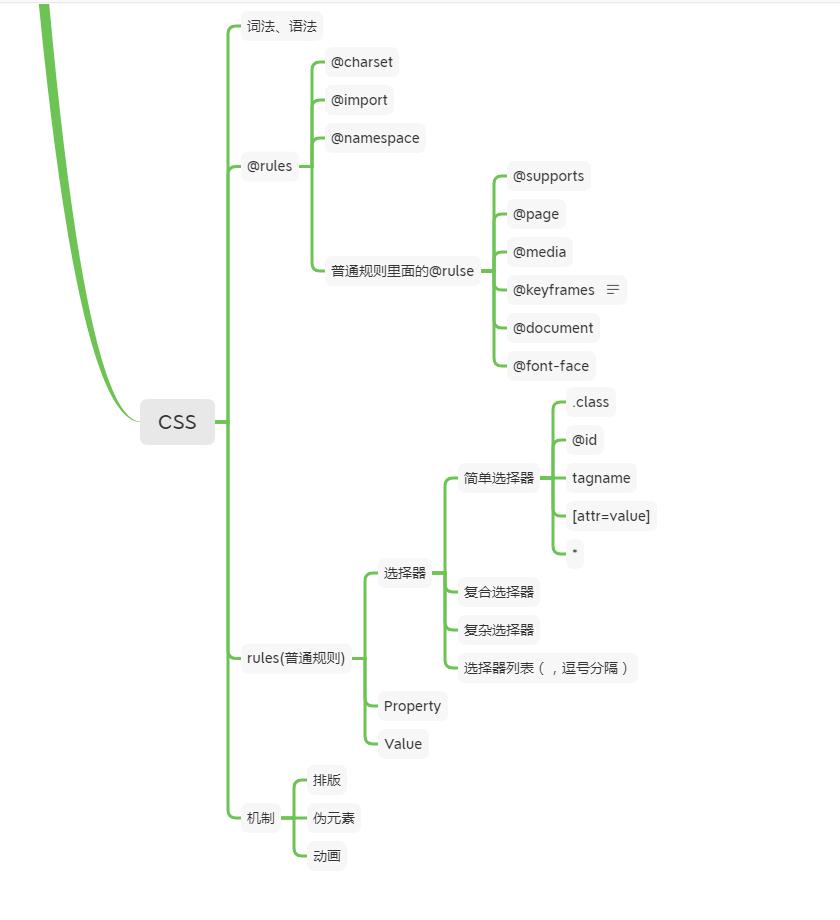 词法、语法
@charset
@import
@namespace
@rules
@supports
@page
@media
普通规则里面的@rulse
@keyframes
@document
@font-face
CSS
.class
@id
简单选择器
tagname
[attr=value]
*
选择器
复合选择器
复杂选择器
rules(普通规则)
选择器列表（，逗号分隔）
Property
Value
排版
机制
伪元素
动画